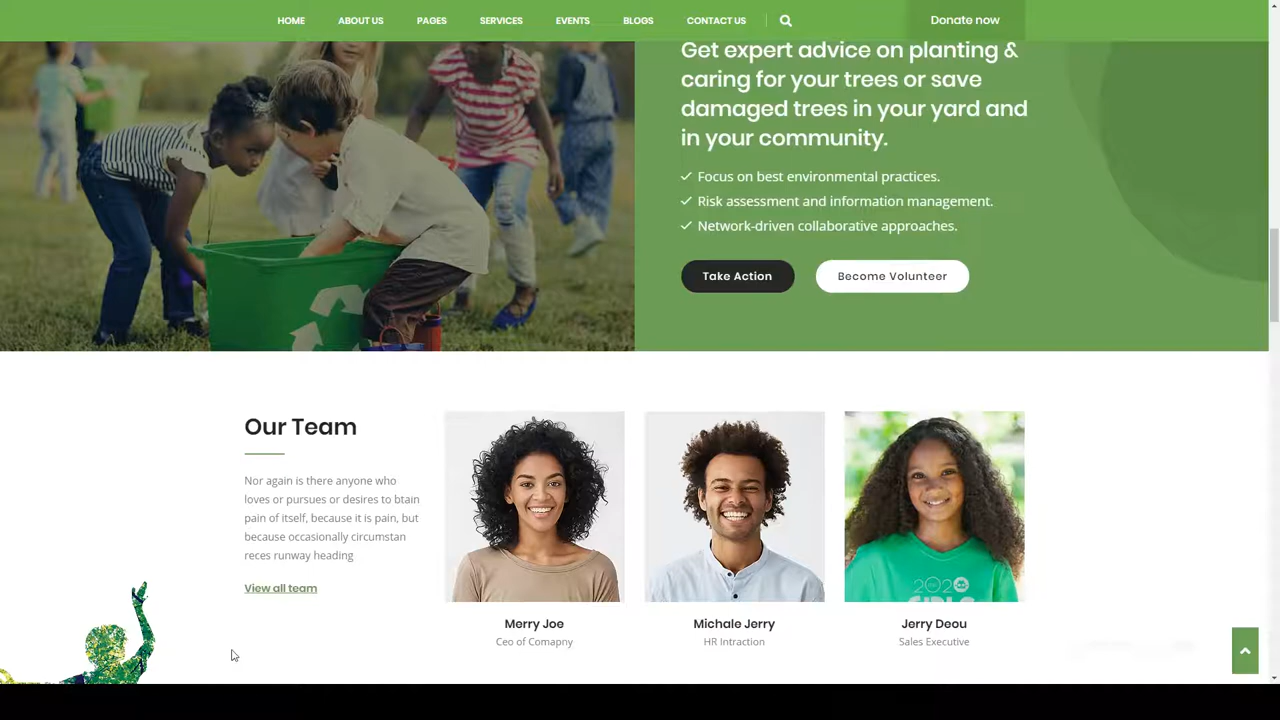 HOME ABOUT US PAGES SERVICES EVENTS BLOGS CONTACT US Donate now
Get expert advice on planting &
caring for your trees or save
damaged trees in your yard and
in your community.
Focus on best environmental practices.
Risk assessment and information management.
Network-driven collaborative approaches.
Take Action Become Volunteer
Our Team
Nor again is there anyone who
loves or pursues or desires to btain
pain of itself, because it is pain, but
because occasionally circumstan
reces runway heading
View all team
2020
GIRLS
Merry Joe Michale Jerry Jerry Deou
Ceo of Comapny HR Intraction Sales Executive